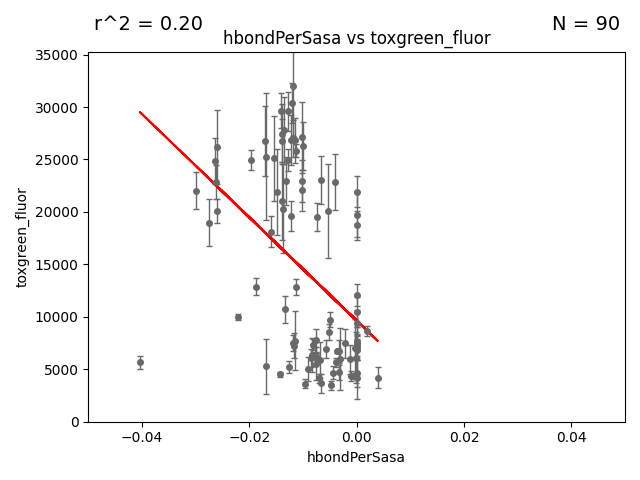 r^2 = 0.20
N = 90
hbondPerSasa vs toxgreen_fluor
35000
30000
25000
20000
15000
10000
5000
0
toxgreen_fluor
−0.04
−0.02
0.00
0.02
0.04
hbondPerSasa